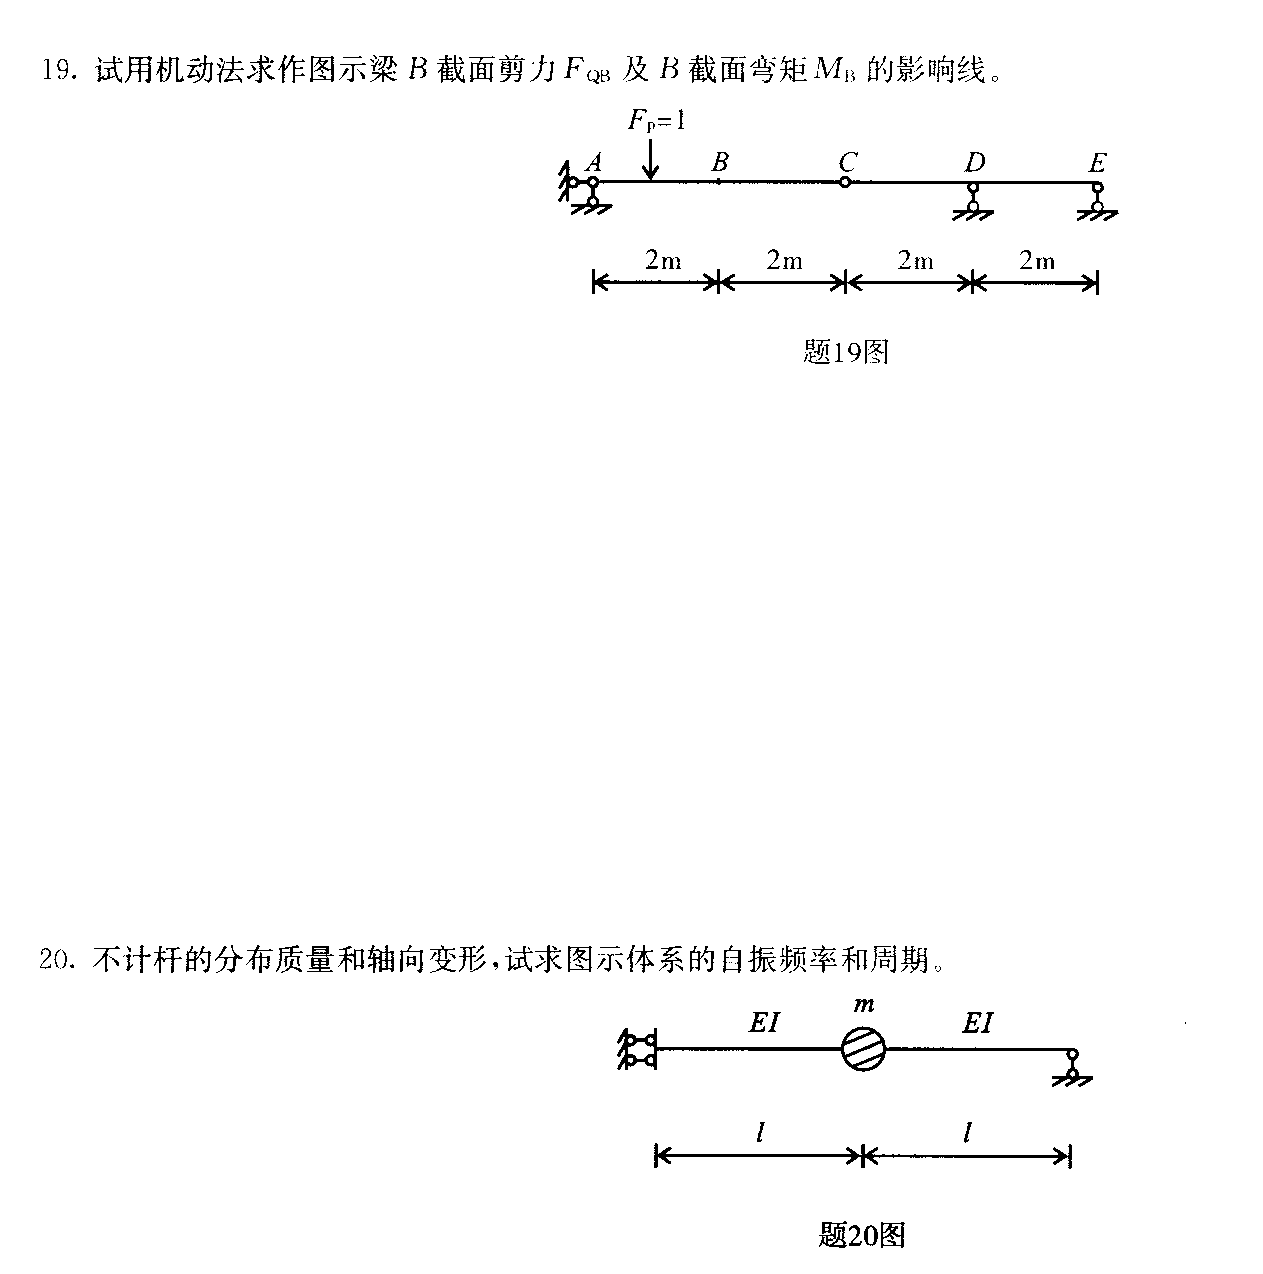 19. 试用机动法求作图示梁 B 截面剪力 F_QB 及 B 截面弯矩 M_B 的影响线。
F_P=1
A B C D E
2m 2m 2m 2m
题19图
20. 不计杆的分布质量和轴向变形,试求图示体系的自振频率和周期。
m
EI EI
l l
题20图